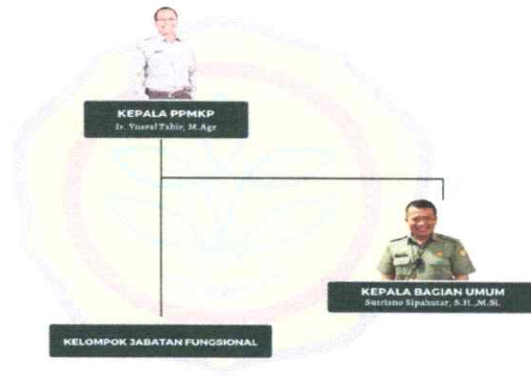 KEPALA PPMKP
Ir. Yusral Tahir, M.Agr
KEPALA BAGIAN UMUM
Sutrisno Sipahutar, S.H.,M.Si.
KELOMPOK JABATAN FUNGSIONAL